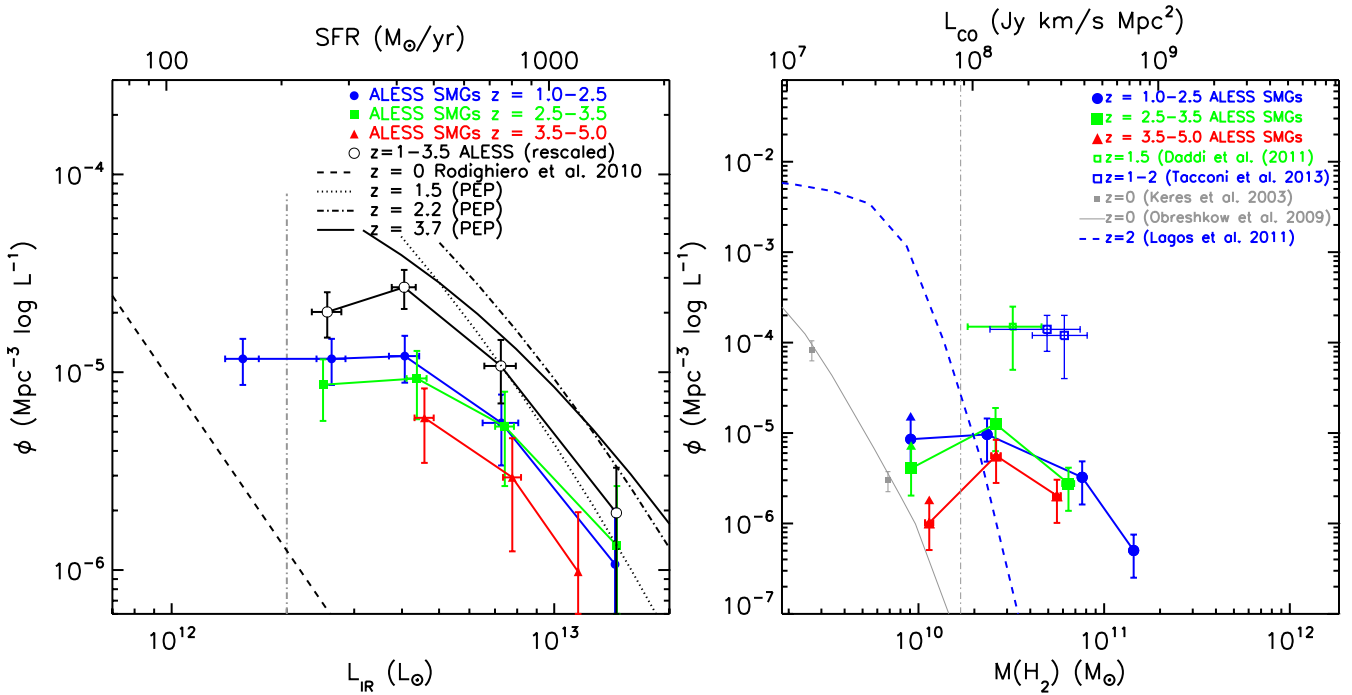 SFR (M⊙/yr)
100 1000
ALESS SMGs z = 1.0−2.5
ALESS SMGs z = 2.5−3.5
ALESS SMGs z = 3.5−5.0
z=1−3.5 ALESS (rescaled)
z = 0 Rodighiero et al. 2010
z = 1.5 (PEP)
z = 2.2 (PEP)
z = 3.7 (PEP)
10⁻⁴
10⁻⁵
10⁻⁶
ϕ (Mpc⁻³ log L⁻¹)
10¹² 10¹³
L_IR (L⊙)
L_CO (Jy km/s Mpc²)
10⁷ 10⁸ 10⁹
z = 1.0−2.5 ALESS SMGs
z = 2.5−3.5 ALESS SMGs
z = 3.5−5.0 ALESS SMGs
z=1.5 (Daddi et al. (2011)
z=1−2 (Tacconi et al. 2013)
z=0 (Keres et al. 2003)
z=0 (Obreshkow et al. 2009)
z=2 (Lagos et al. 2011)
10⁻²
10⁻³
10⁻⁴
10⁻⁵
10⁻⁶
10⁻⁷
ϕ (Mpc⁻³ log L⁻¹)
10¹⁰ 10¹¹ 10¹²
M(H₂) (M⊙)